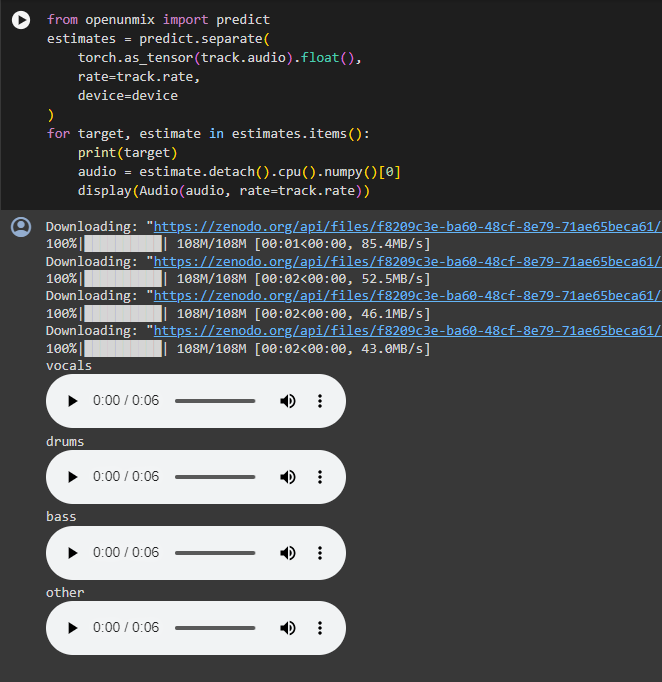 from openunmix import predict
estimates = predict.separate(
    torch.as_tensor(track.audio).float(),
    rate=track.rate,
    device=device
)
for target, estimate in estimates.items():
    print(target)
    audio = estimate.detach().cpu().numpy()[0]
    display(Audio(audio, rate=track.rate))
Downloading: "https://zenodo.org/api/files/f8209c3e-ba60-48cf-8e79-71ae65beca61/
100%|██████████| 108M/108M [00:01<00:00, 85.4MB/s]
Downloading: "https://zenodo.org/api/files/f8209c3e-ba60-48cf-8e79-71ae65beca61/
100%|██████████| 108M/108M [00:02<00:00, 52.5MB/s]
Downloading: "https://zenodo.org/api/files/f8209c3e-ba60-48cf-8e79-71ae65beca61/
100%|██████████| 108M/108M [00:02<00:00, 46.1MB/s]
Downloading: "https://zenodo.org/api/files/f8209c3e-ba60-48cf-8e79-71ae65beca61/
100%|██████████| 108M/108M [00:02<00:00, 43.0MB/s]
vocals
0:00 / 0:06
drums
0:00 / 0:06
bass
0:00 / 0:06
other
0:00 / 0:06